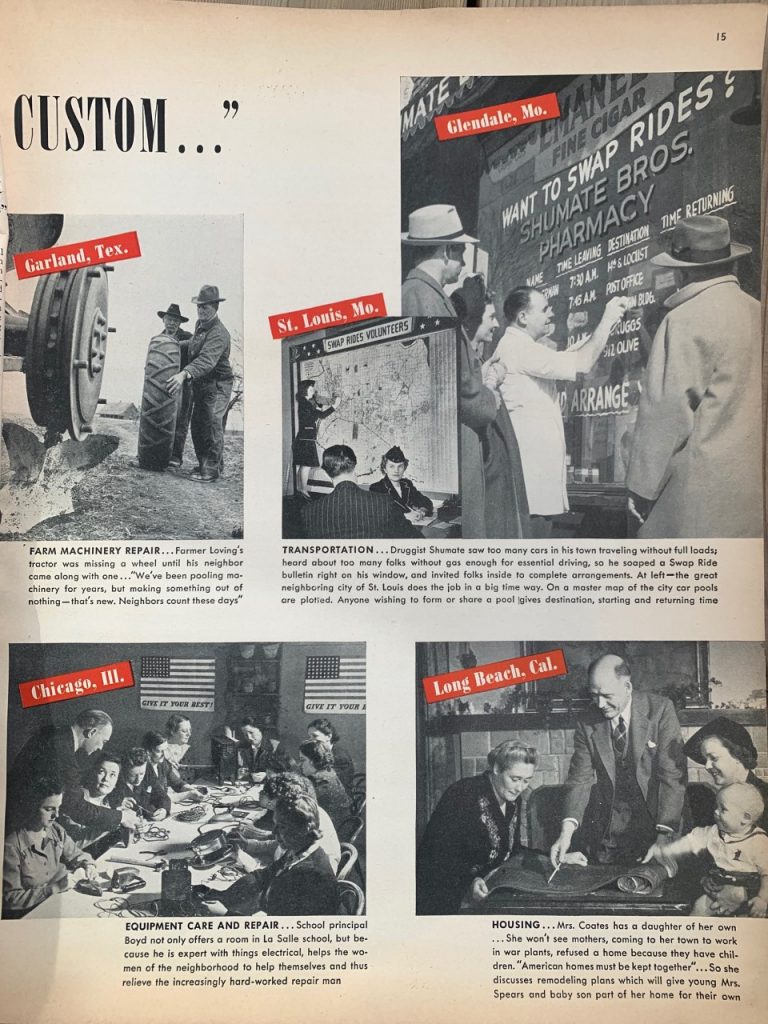 15
CUSTOM..."
Glendale, Mo.
MATE
EMANEL
FINE CIGAR
WANT TO SWAP RIDES?
SHUMATE BROS.
PHARMACY
NAME TIME LEAVING DESTINATION TIME RETURNING
7:30 A.M. 4th & LOCUST
7:45 A.M. POST OFFICE
BLDG.
10 A.M.
OLIVE
ARRANGE
Garland, Tex.
St. Louis, Mo.
SWAP RIDES VOLUNTEERS
FARM MACHINERY REPAIR...Farmer Loving's
tractor was missing a wheel until his neighbor
came along with one..."We've been pooling ma-
chinery for years, but making something out of
nothing—that's new. Neighbors count these days"
TRANSPORTATION...Druggist Shumate saw too many cars in his town traveling without full loads;
heard about too many folks without gas enough for essential driving, so he soaped a Swap Ride
bulletin right on his window, and invited folks inside to complete arrangements. At left—the great
neighboring city of St. Louis does the job in a big time way. On a master map of the city car pools
are plotted. Anyone wishing to form or share a pool gives destination, starting and returning time
Chicago, Ill.
GIVE IT YOUR BEST!
GIVE IT YOUR B
Long Beach, Cal.
EQUIPMENT CARE AND REPAIR...School principal
Boyd not only offers a room in La Salle school, but be-
cause he is expert with things electrical, helps the wo-
men of the neighborhood to help themselves and thus
relieve the increasingly hard-worked repair man
HOUSING...Mrs. Coates has a daughter of her own
...She won't see mothers, coming to her town to work
in war plants, refused a home because they have chil-
dren. "American homes must be kept together"...So she
discusses remodeling plans which will give young Mrs.
Spears and baby son part of her home for their own